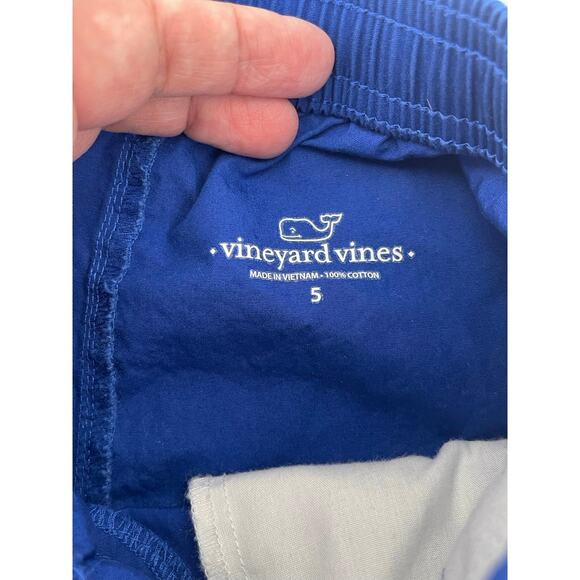 vineyard vines
MADE IN VIETNAM • 100% COTTON
5